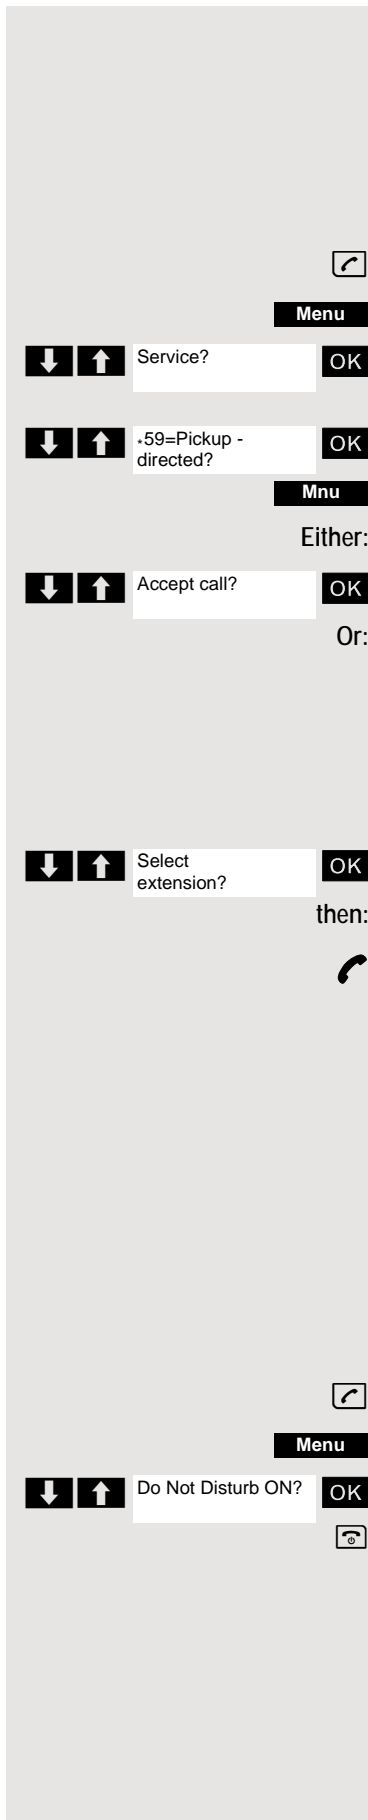 Menu
Service? OK
*59=Pickup - OK
directed?
Mnu
Either:
Accept call? OK
Or:
Select OK
extension?
then:
Menu
Do Not Disturb ON? OK